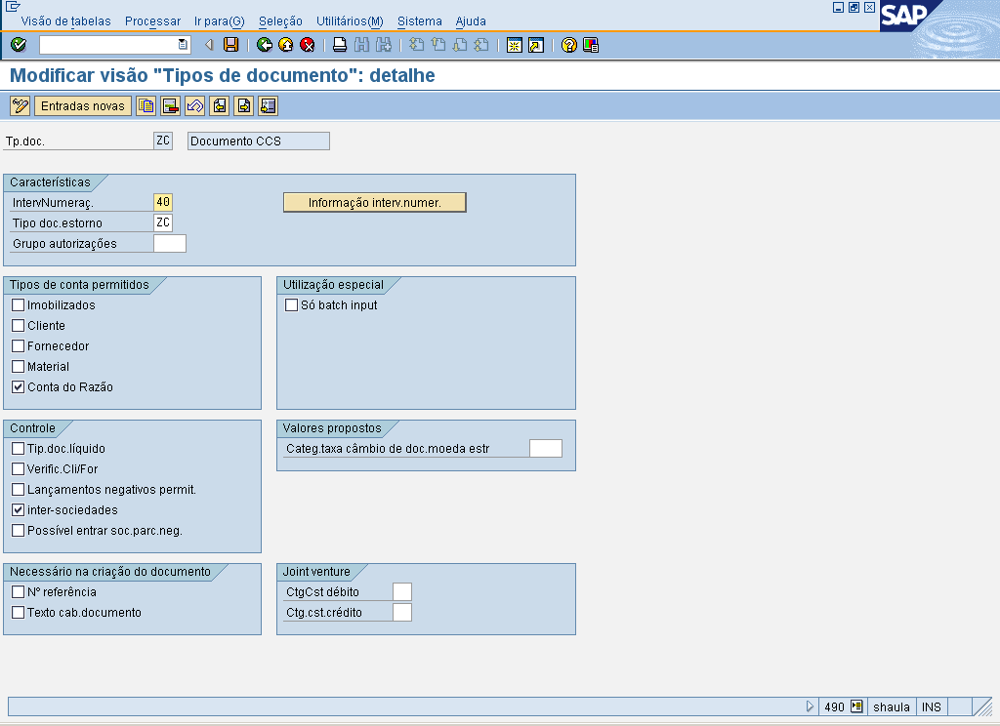 Visão de tabelas Processar Ir para(G) Seleção Utilitários(M) Sistema Ajuda
SAP
Modificar visão "Tipos de documento": detalhe
Entradas novas
Tp.doc. ZC Documento CCS
Características
IntervNumeraç. 40 Informação interv.numer.
Tipo doc.estorno ZC
Grupo autorizações
Tipos de conta permitidos
Imobilizados
Cliente
Fornecedor
Material
Conta do Razão
Utilização especial
Só batch input
Controle
Tip.doc.líquido
Verific.Cli/For
Lançamentos negativos permit.
inter-sociedades
Possível entrar soc.parc.neg.
Valores propostos
Categ.taxa câmbio de doc.moeda estr
Necessário na criação do documento
Nº referência
Texto cab.documento
Joint venture
CtgCst débito
Ctg.cst.crédito
490 shaula INS